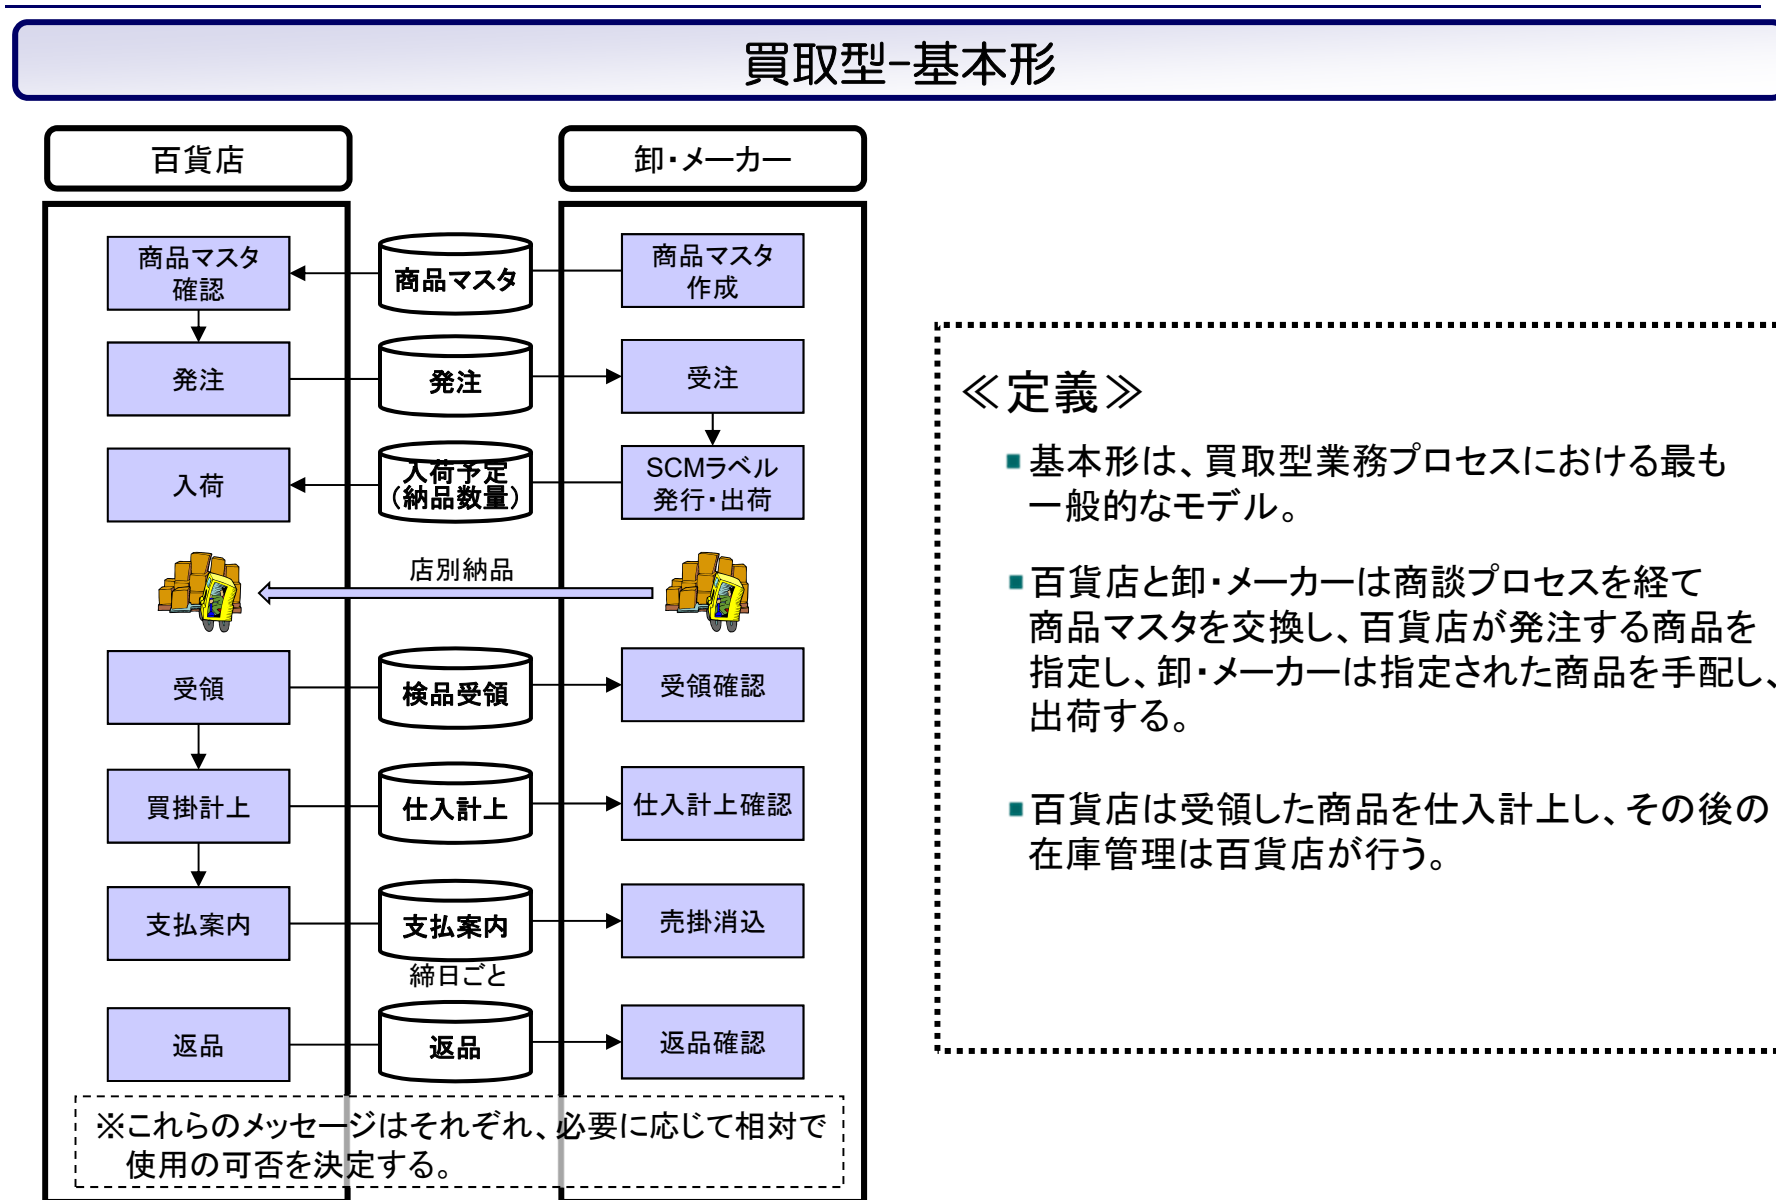 買取型-基本形
百貨店
卸・メーカー
商品マスタ
確認
商品マスタ
商品マスタ
作成
発注
発注
受注
入荷
入荷予定
(納品数量)
SCMラベル
発行・出荷
店別納品
受領
検品受領
受領確認
買掛計上
仕入計上
仕入計上確認
支払案内
支払案内
売掛消込
締日ごと
返品
返品
返品確認
※これらのメッセージはそれぞれ、必要に応じて相対で
使用の可否を決定する。
≪定義≫
■基本形は、買取型業務プロセスにおける最も
一般的なモデル。
■百貨店と卸・メーカーは商談プロセスを経て
商品マスタを交換し、百貨店が発注する商品を
指定し、卸・メーカーは指定された商品を手配し、
出荷する。
■百貨店は受領した商品を仕入計上し、その後の
在庫管理は百貨店が行う。